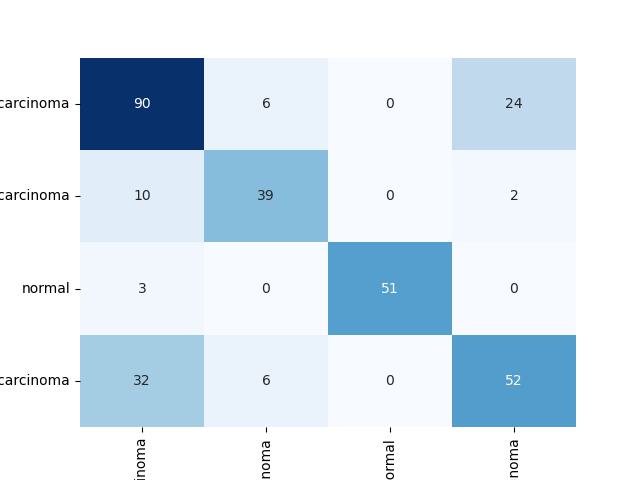 carcinoma 90 6 0 24
carcinoma 10 39 0 2
normal 3 0 51 0
carcinoma 32 6 0 52
inoma noma ormal noma